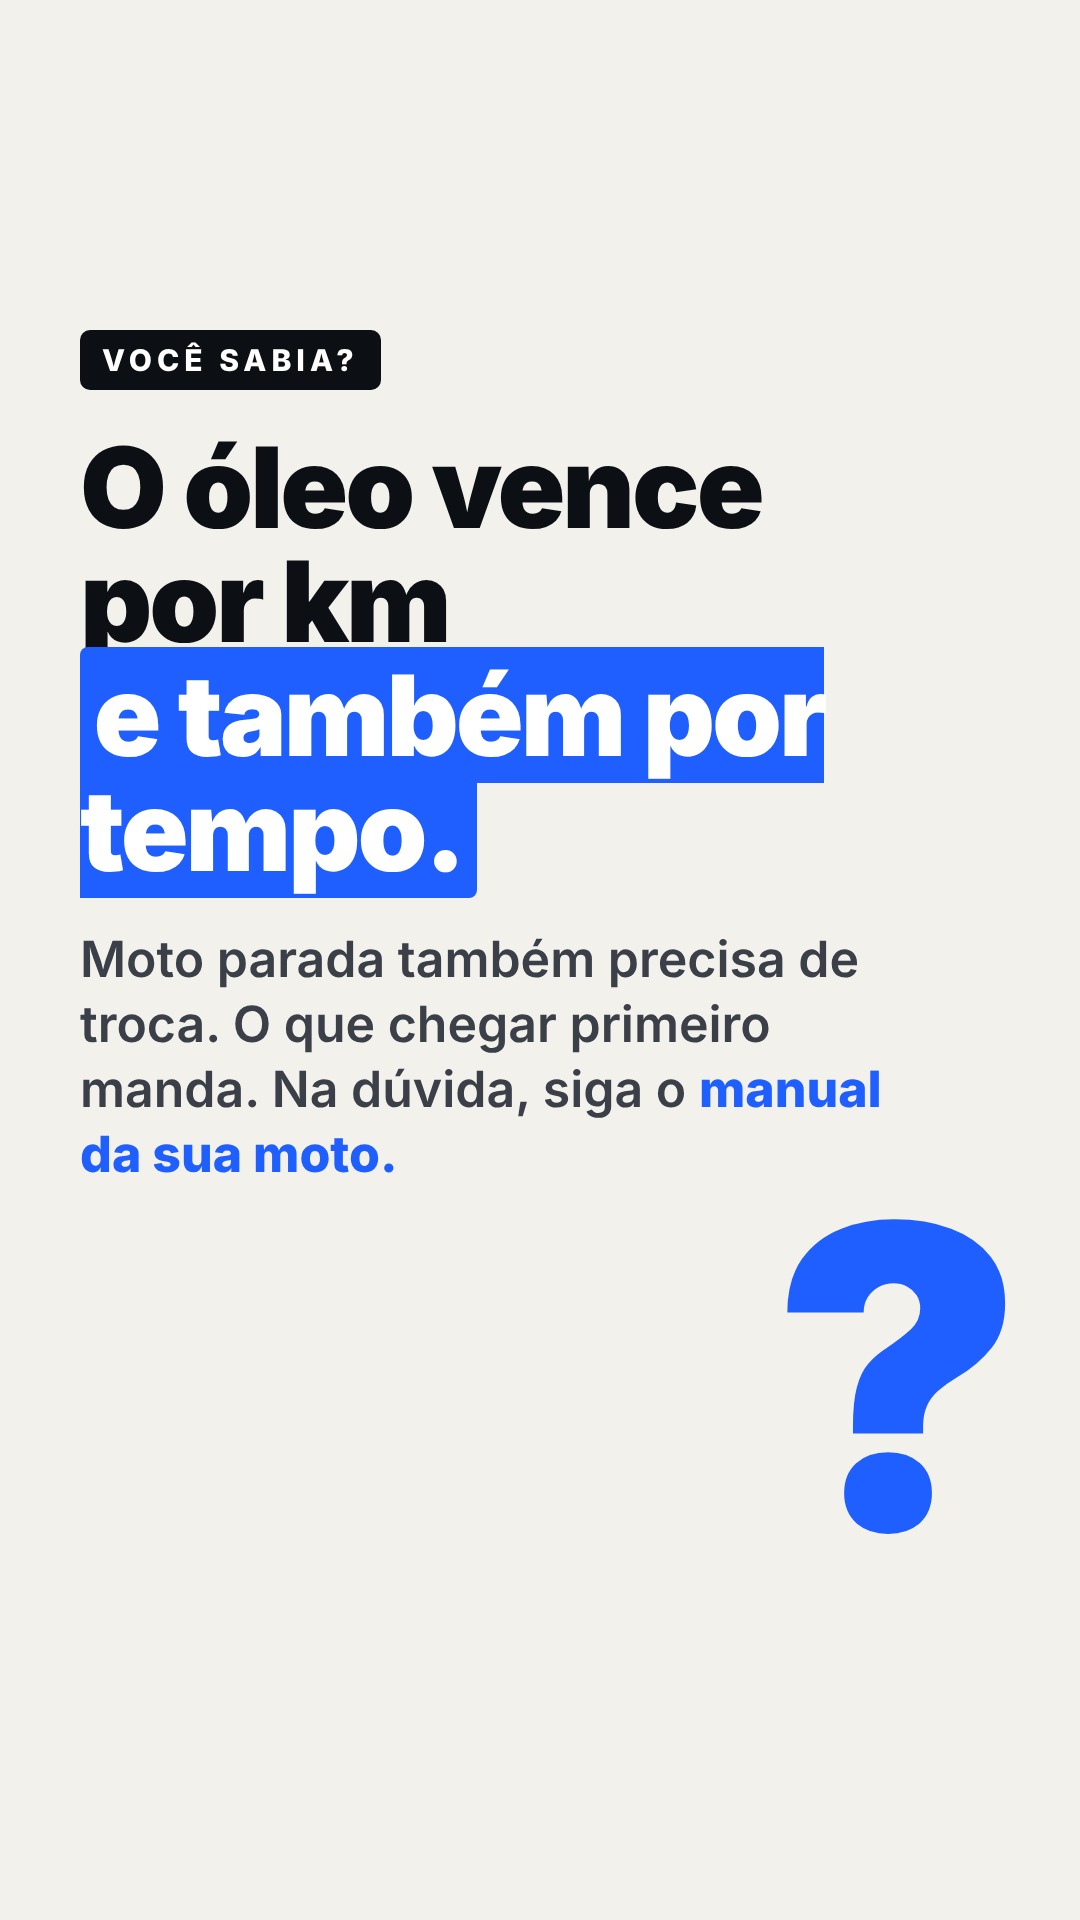 VOCÊ SABIA?
O óleo vence
por km
e também por
tempo.
Moto parada também precisa de
troca. O que chegar primeiro
manda. Na dúvida, siga o manual
da sua moto.
?